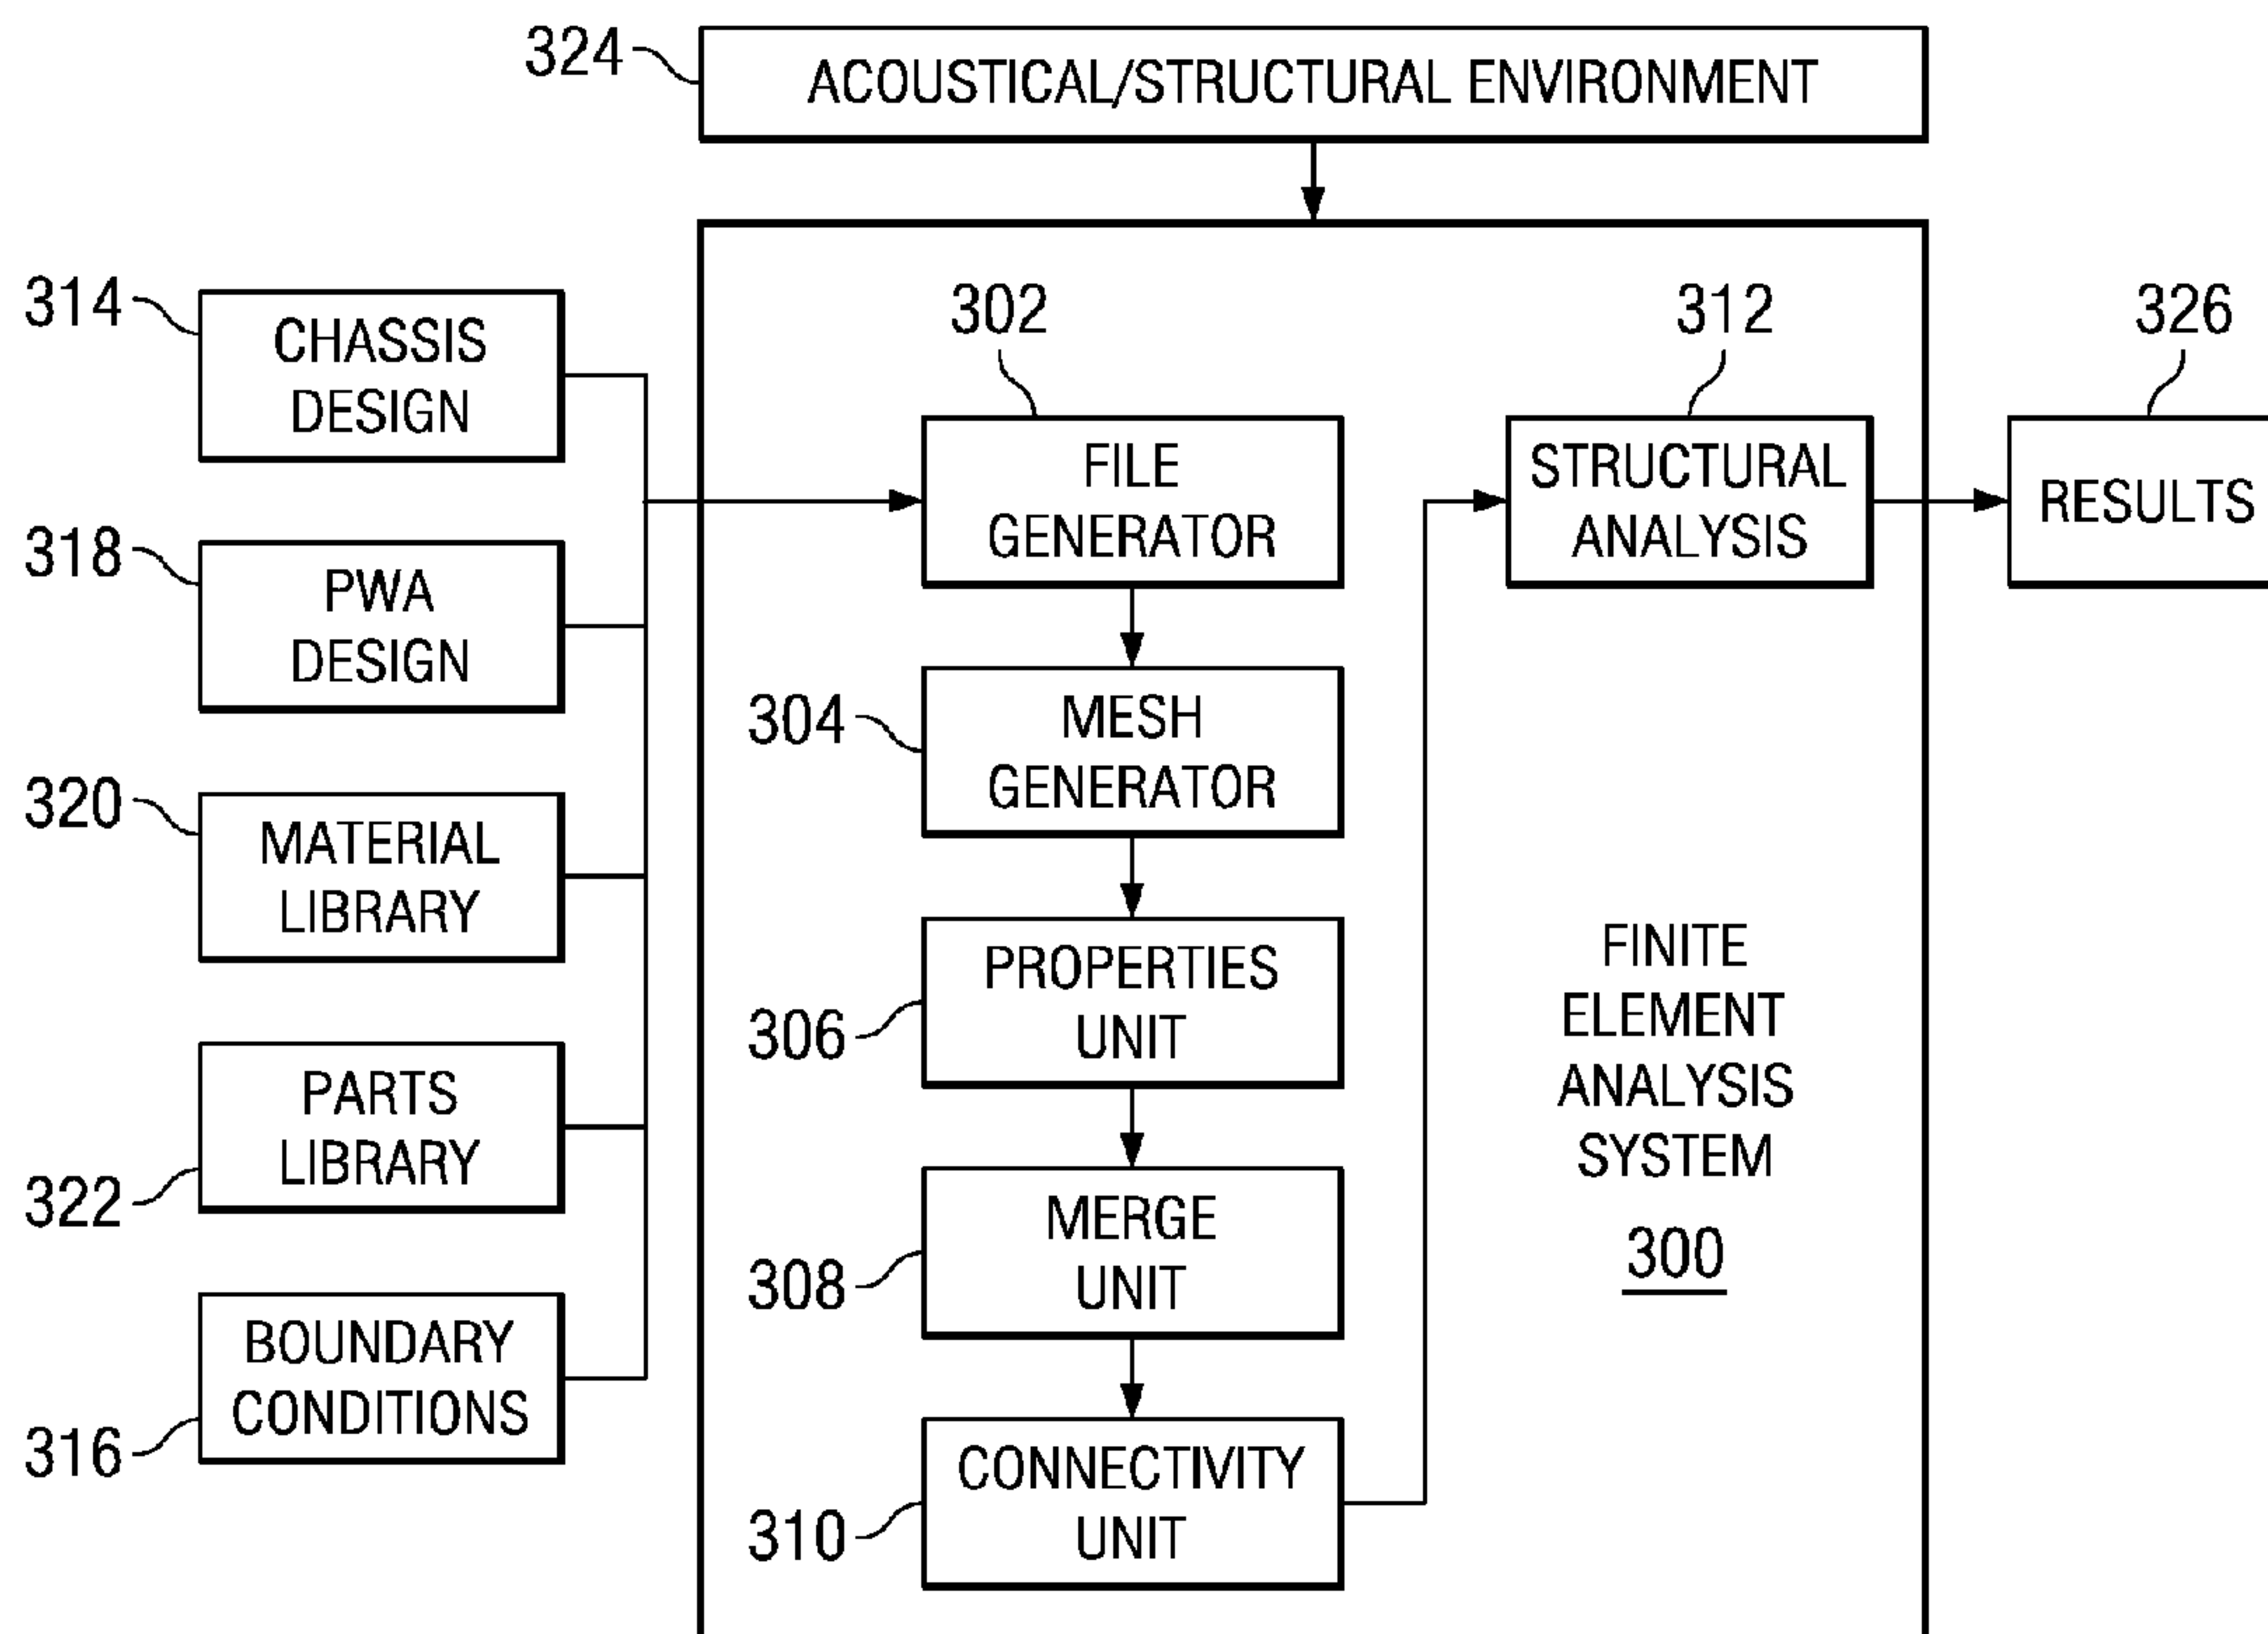 324
ACOUSTICAL/STRUCTURAL ENVIRONMENT
314
CHASSIS
DESIGN
318
PWA
DESIGN
320
MATERIAL
LIBRARY
322
PARTS
LIBRARY
316
BOUNDARY
CONDITIONS
302
FILE
GENERATOR
304
MESH
GENERATOR
306
PROPERTIES
UNIT
308
MERGE
UNIT
310
CONNECTIVITY
UNIT
312
STRUCTURAL
ANALYSIS
FINITE
ELEMENT
ANALYSIS
SYSTEM
300
326
RESULTS